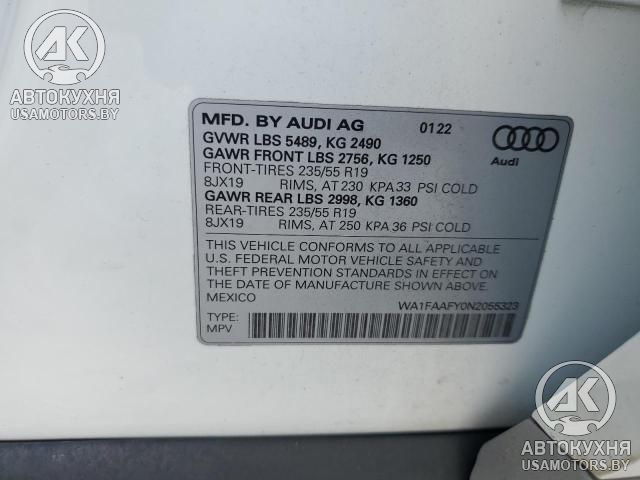 АК
АВТОКУХНЯ
USAMOTORS.BY
MFD. BY AUDI AG 0122
GVWR LBS 5489, KG 2490
GAWR FRONT LBS 2756, KG 1250
FRONT-TIRES 235/55 R19
8JX19 RIMS, AT 230 KPA 33 PSI COLD
GAWR REAR LBS 2998, KG 1360
REAR-TIRES 235/55 R19
8JX19 RIMS, AT 250 KPA 36 PSI COLD
Audi
THIS VEHICLE CONFORMS TO ALL APPLICABLE
U.S. FEDERAL MOTOR VEHICLE SAFETY AND
THEFT PREVENTION STANDARDS IN EFFECT ON
THE DATE OF MANUFACTURE SHOWN ABOVE.
MEXICO
WA1FAAFY0N2055323
TYPE:
MPV
АК
АВТОКУХНЯ
USAMOTORS.BY